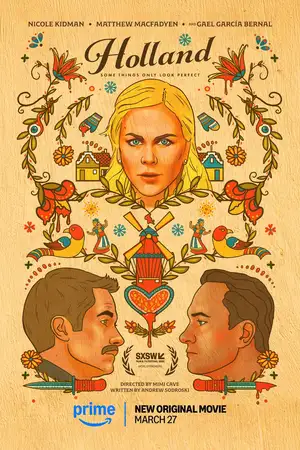 NICOLE KIDMAN • MATTHEW MACFADYEN • AND GAEL GARCÍA BERNAL
Holland
SOME THINGS ONLY LOOK PERFECT
SXSW
DIRECTED BY MIMI CAVE
WRITTEN BY ANDREW SODROSKI
prime
NEW ORIGINAL MOVIE
MARCH 27